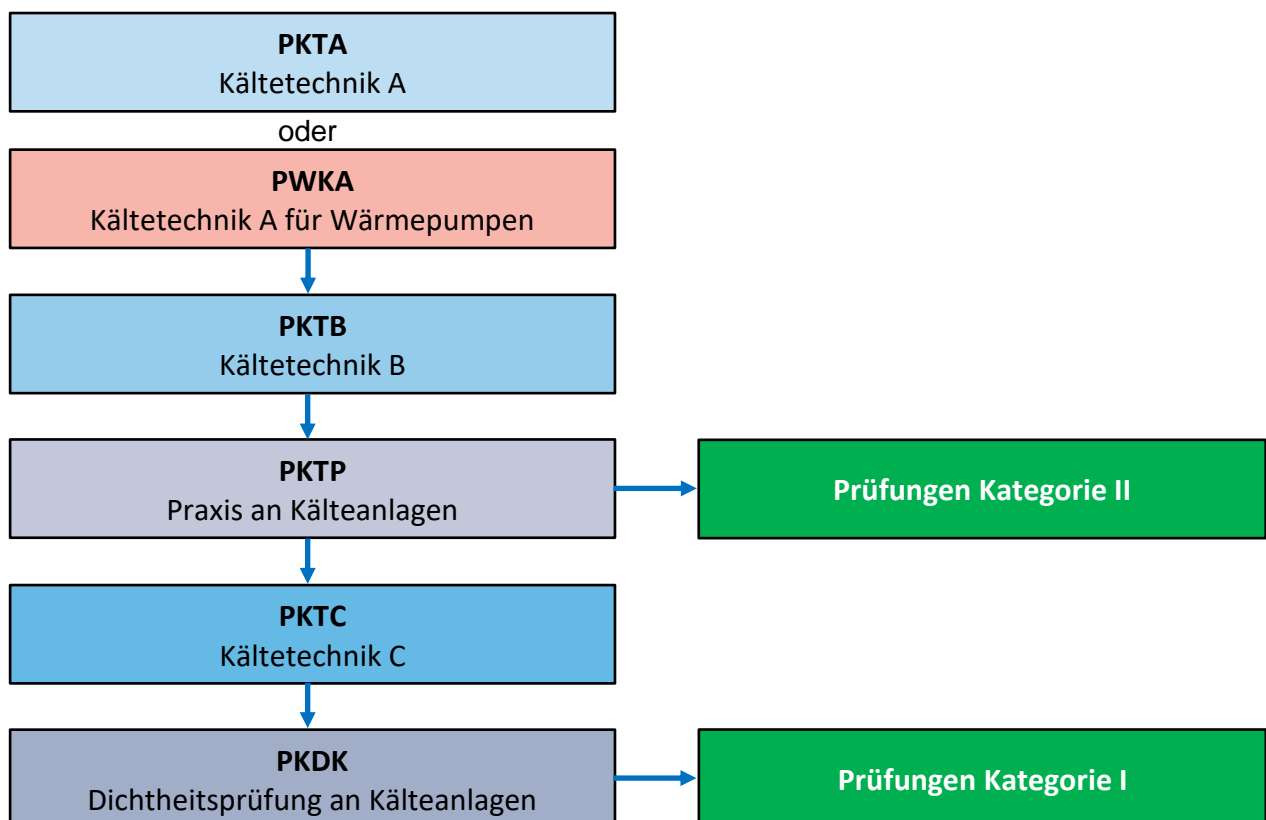 PKTA
Kältetechnik A
oder
PWKA
Kältetechnik A für Wärmepumpen
PKTB
Kältetechnik B
PKTP
Praxis an Kälteanlagen
Prüfungen Kategorie II
PKTC
Kältetechnik C
PKDK
Dichtheitsprüfung an Kälteanlagen
Prüfungen Kategorie I